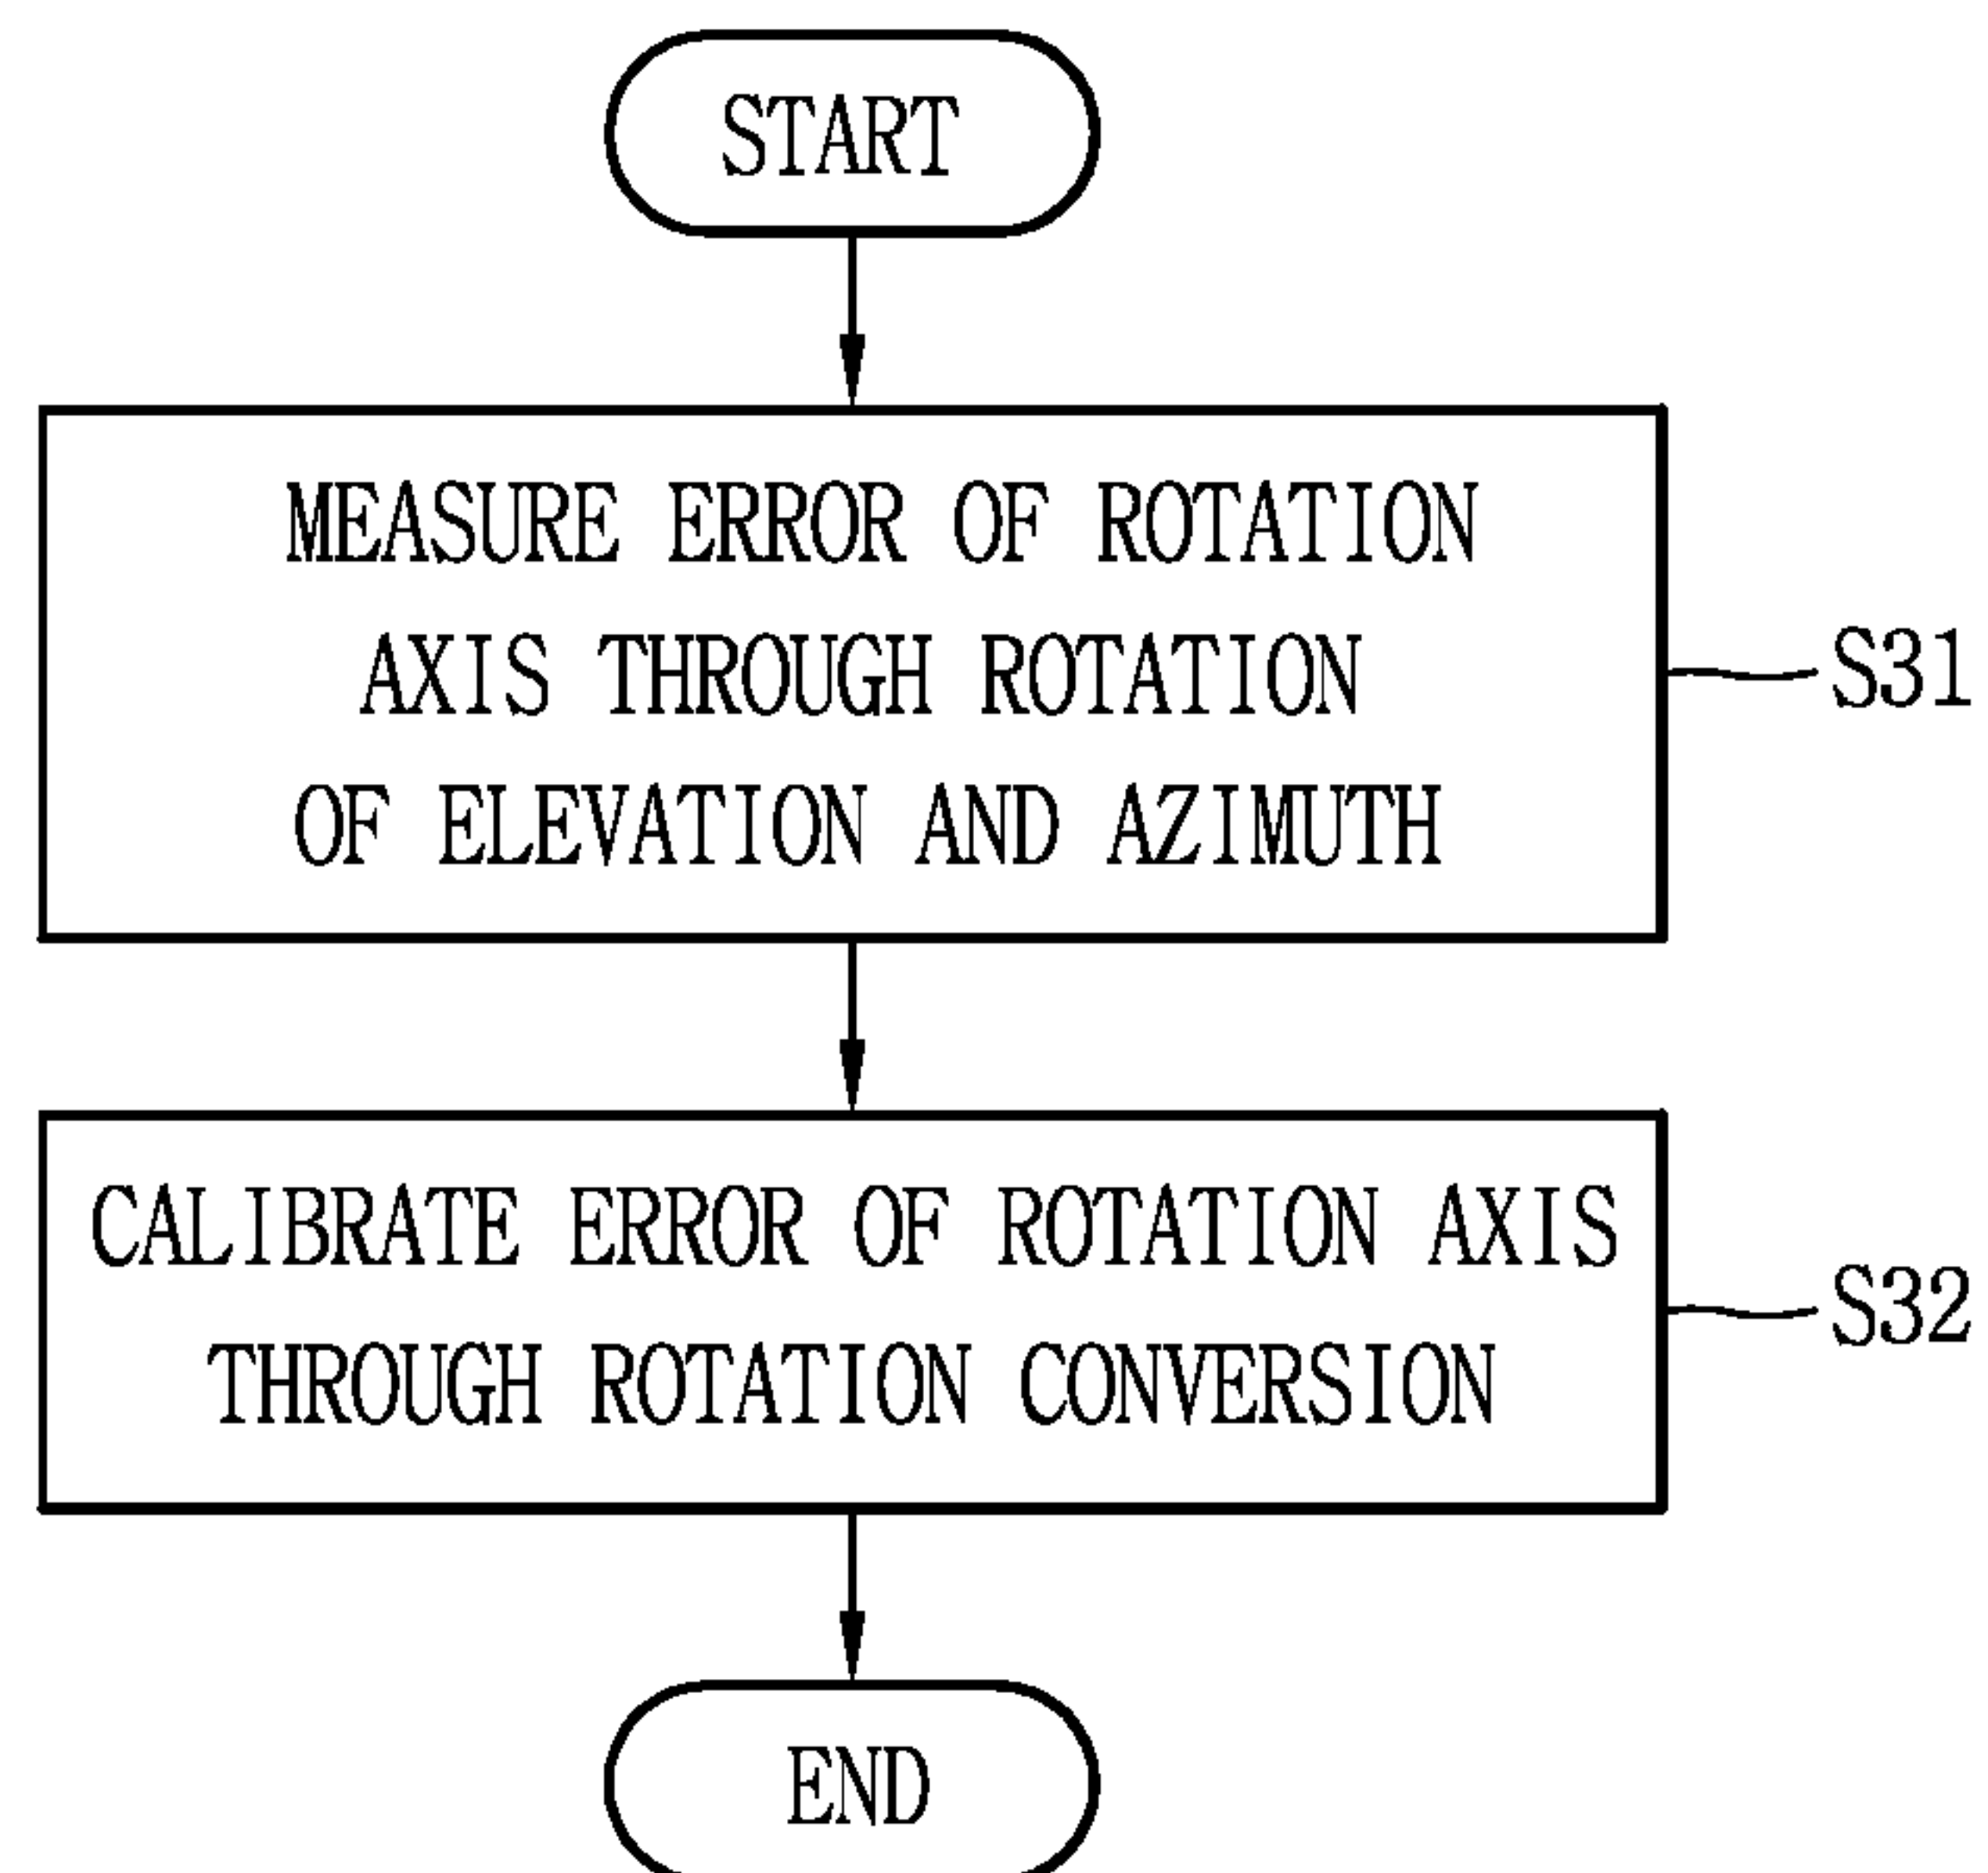 START
MEASURE ERROR OF ROTATION
AXIS THROUGH ROTATION
OF ELEVATION AND AZIMUTH
S31
CALIBRATE ERROR OF ROTATION AXIS
THROUGH ROTATION CONVERSION
S32
END